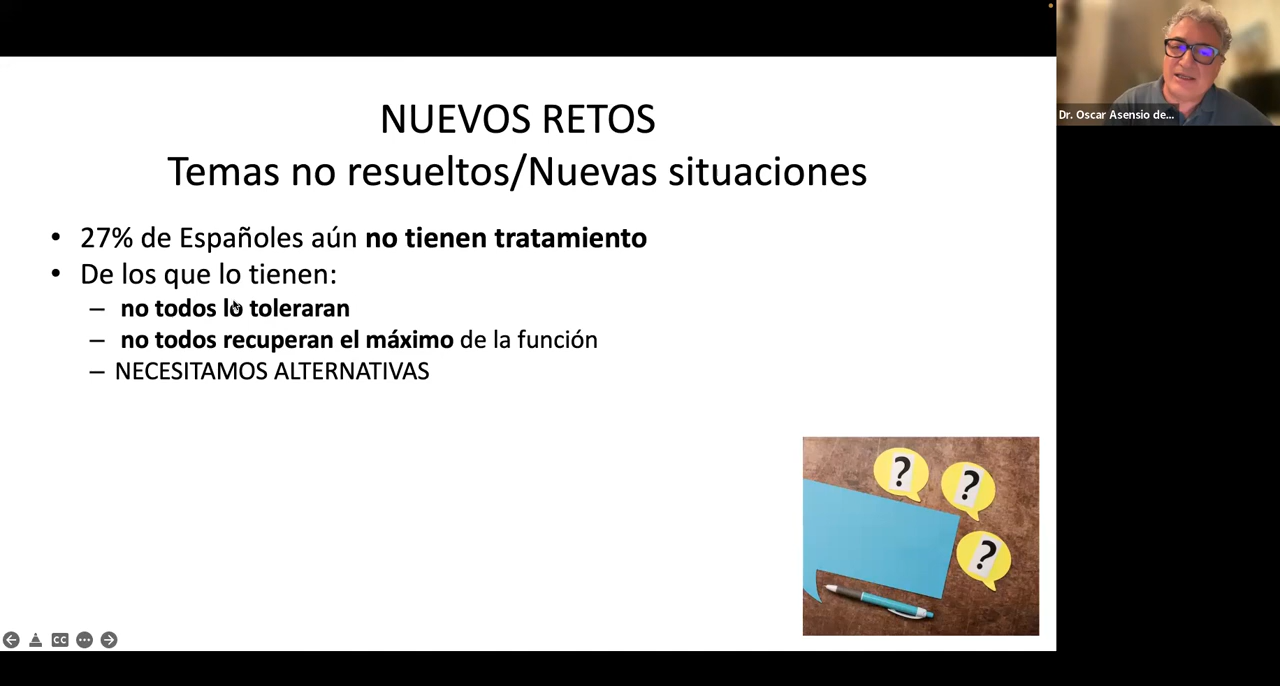 NUEVOS RETOS
Temas no resueltos/Nuevas situaciones
• 27% de Españoles aún no tienen tratamiento
• De los que lo tienen:
– no todos lo toleraran
– no todos recuperan el máximo de la función
– NECESITAMOS ALTERNATIVAS
? ? ?
Dr. Oscar Asensio de...
CC